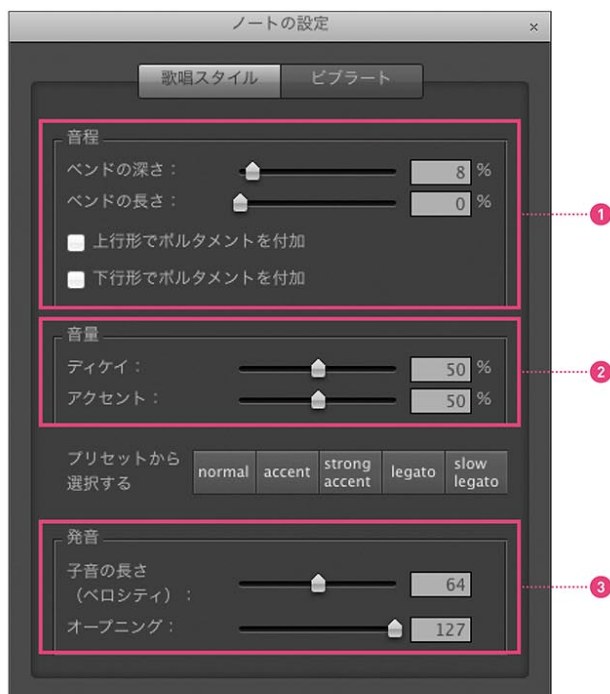 ノートの設定 ×
歌唱スタイル ビブラート
音程
ベンドの深さ： 8 %
ベンドの長さ： 0 %
上行形でポルタメントを付加
下行形でポルタメントを付加
1
音量
ディケイ： 50 %
アクセント： 50 %
2
プリセットから
選択する
normal accent strong accent legato slow legato
発音
子音の長さ
（ベロシティ）： 64
オープニング： 127
3